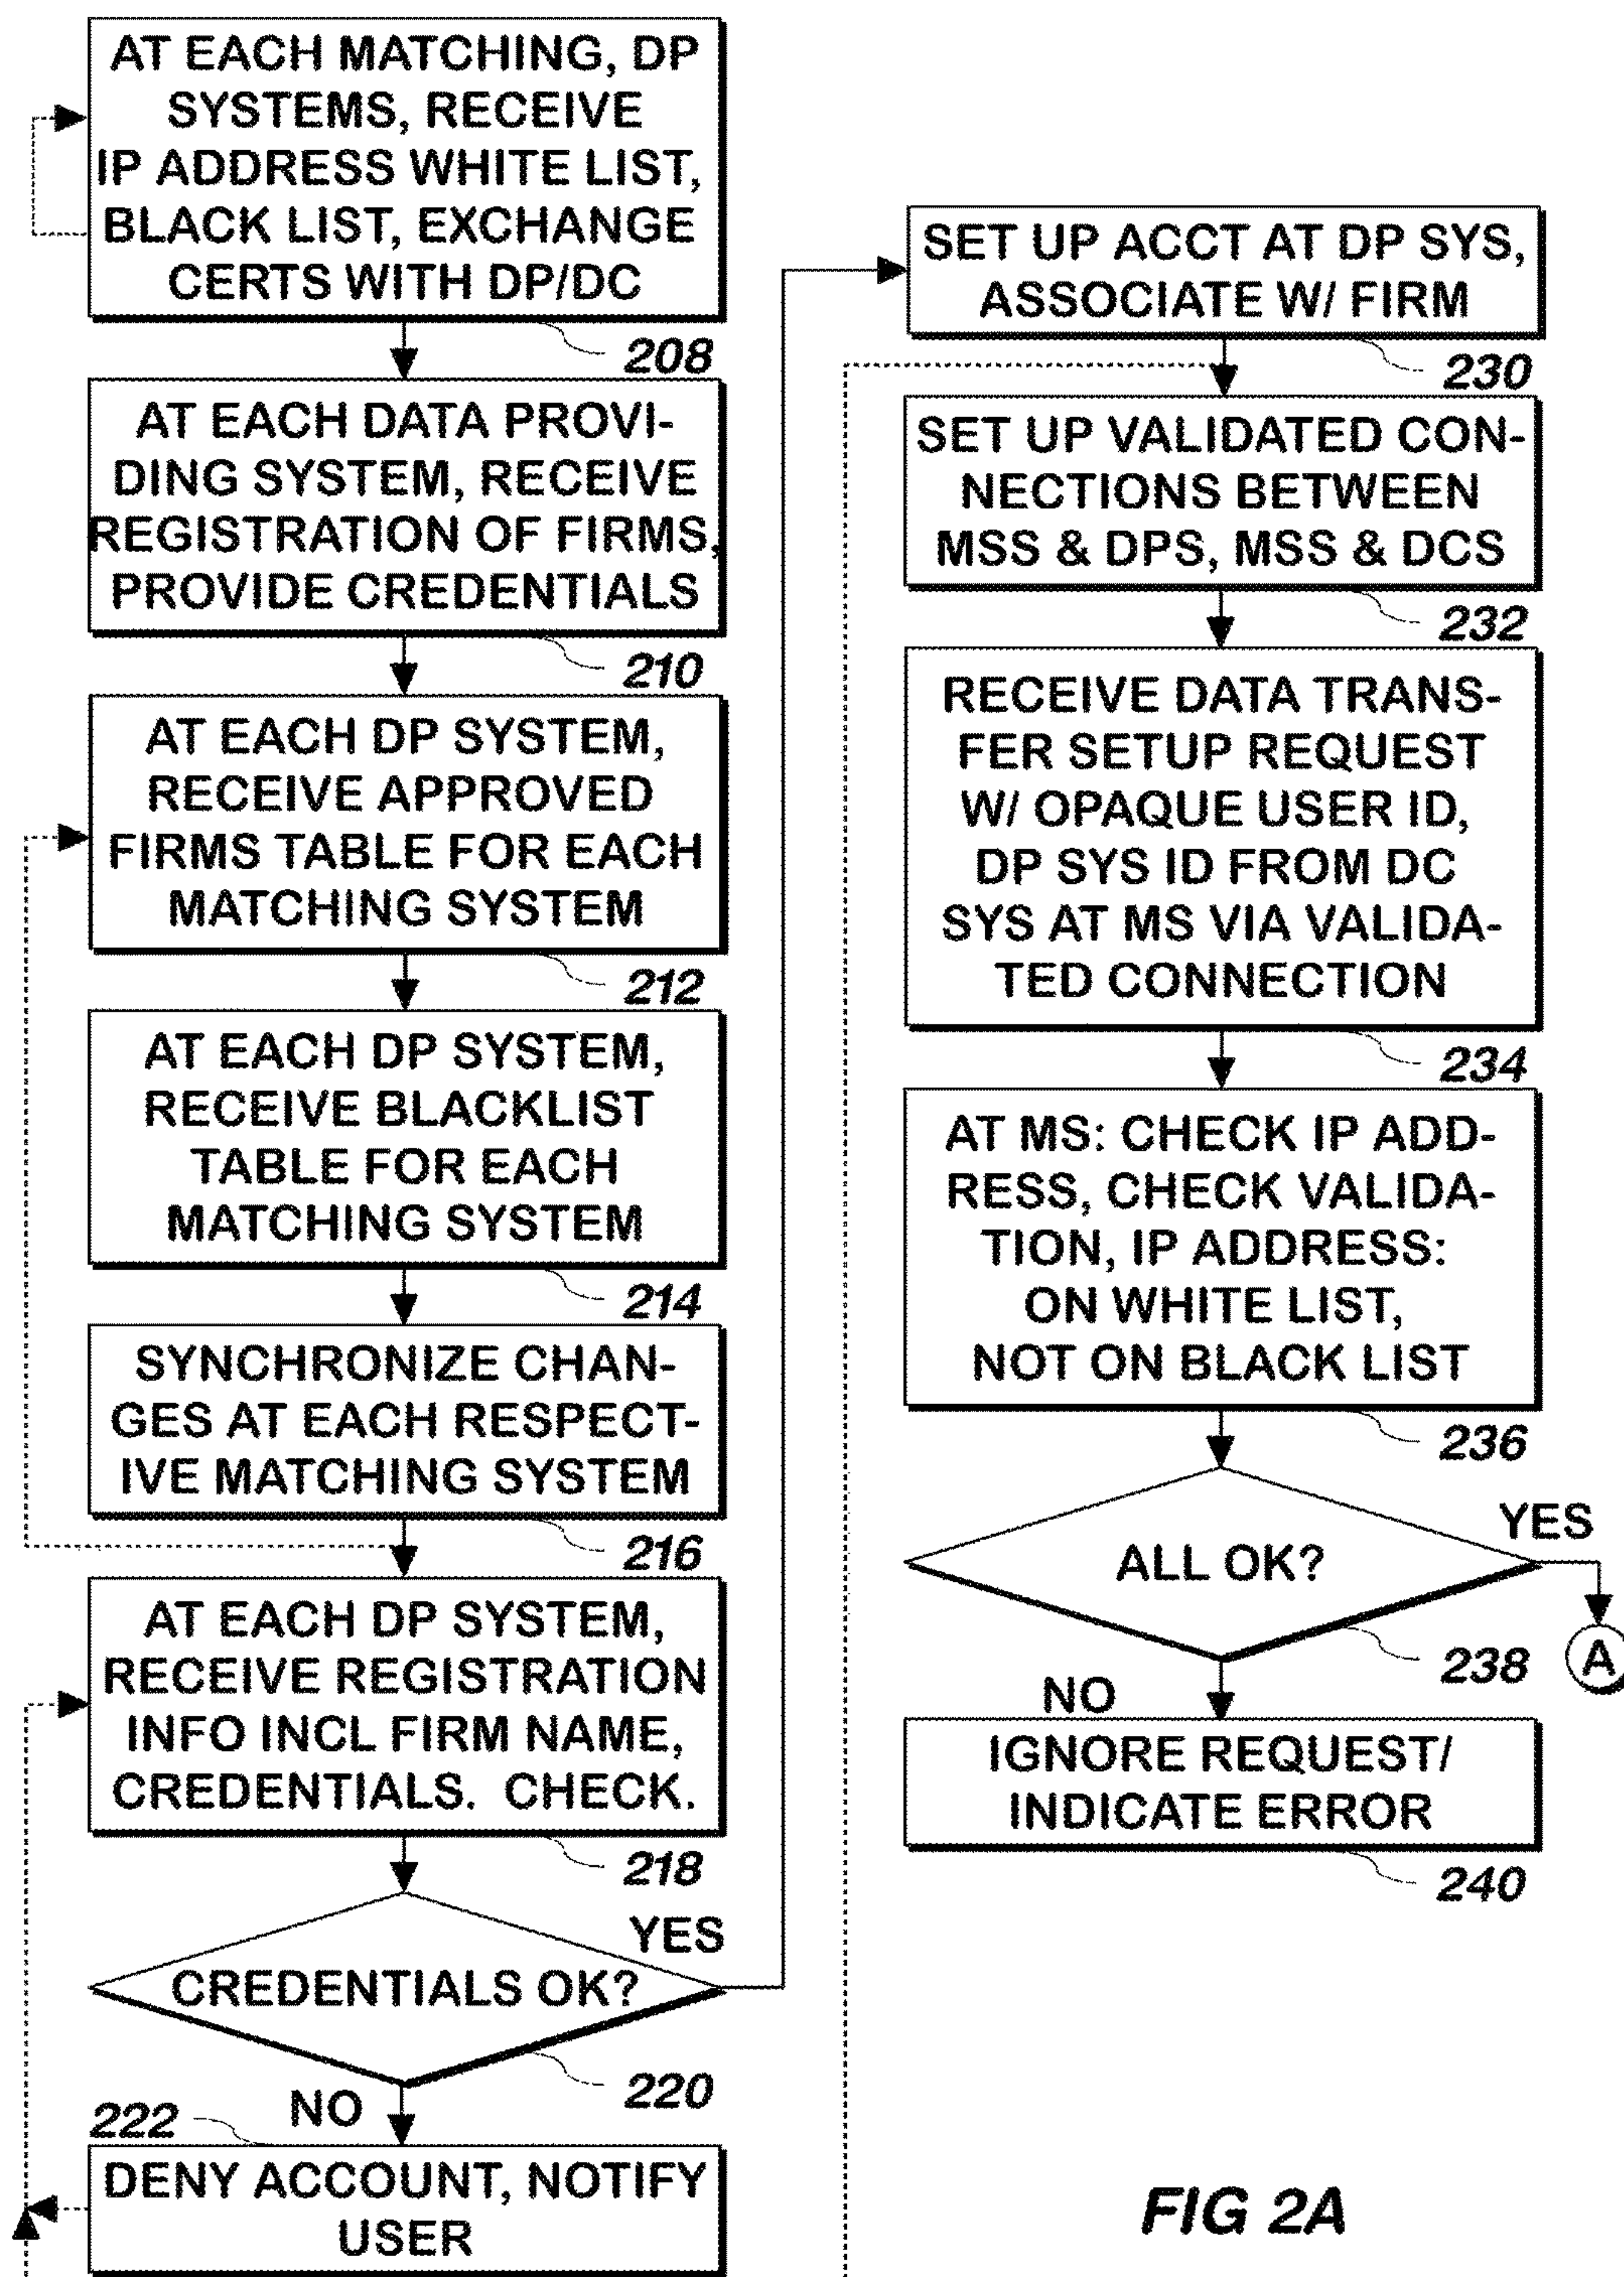 AT EACH MATCHING, DP
SYSTEMS, RECEIVE
IP ADDRESS WHITE LIST,
BLACK LIST, EXCHANGE
CERTS WITH DP/DC
208
AT EACH DATA PROVI-
DING SYSTEM, RECEIVE
REGISTRATION OF FIRMS,
PROVIDE CREDENTIALS
210
AT EACH DP SYSTEM,
RECEIVE APPROVED
FIRMS TABLE FOR EACH
MATCHING SYSTEM
212
AT EACH DP SYSTEM,
RECEIVE BLACKLIST
TABLE FOR EACH
MATCHING SYSTEM
214
SYNCHRONIZE CHAN-
GES AT EACH RESPECT-
IVE MATCHING SYSTEM
216
AT EACH DP SYSTEM,
RECEIVE REGISTRATION
INFO INCL FIRM NAME,
CREDENTIALS. CHECK.
218
YES
CREDENTIALS OK?
220
NO
222
DENY ACCOUNT, NOTIFY
USER
SET UP ACCT AT DP SYS,
ASSOCIATE W/ FIRM
230
SET UP VALIDATED CON-
NECTIONS BETWEEN
MSS & DPS, MSS & DCS
232
RECEIVE DATA TRANS-
FER SETUP REQUEST
W/ OPAQUE USER ID,
DP SYS ID FROM DC
SYS AT MS VIA VALIDA-
TED CONNECTION
234
AT MS: CHECK IP ADD-
RESS, CHECK VALIDA-
TION, IP ADDRESS:
ON WHITE LIST,
NOT ON BLACK LIST
236
YES
ALL OK?
238
A
NO
IGNORE REQUEST/
INDICATE ERROR
240
FIG 2A